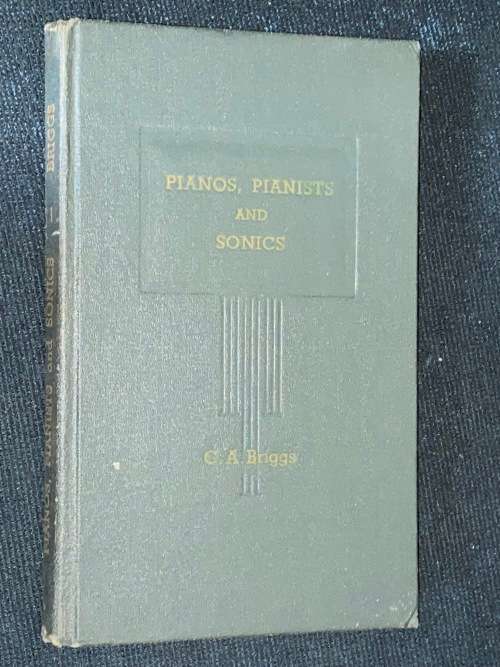 PIANOS, PIANISTS
AND
SONICS
C. A. Briggs
PIANOS, PIANISTS and SONICS | BRIGGS